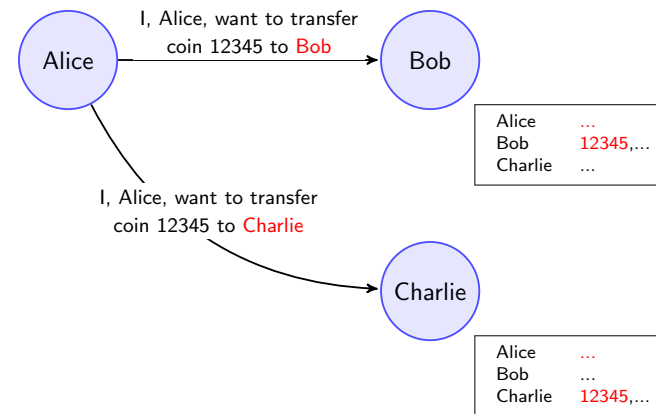 I, Alice, want to transfer
coin 12345 to Bob
Alice
Bob
Alice ...
Bob 12345,...
Charlie ...
I, Alice, want to transfer
coin 12345 to Charlie
Charlie
Alice ...
Bob ...
Charlie 12345,...